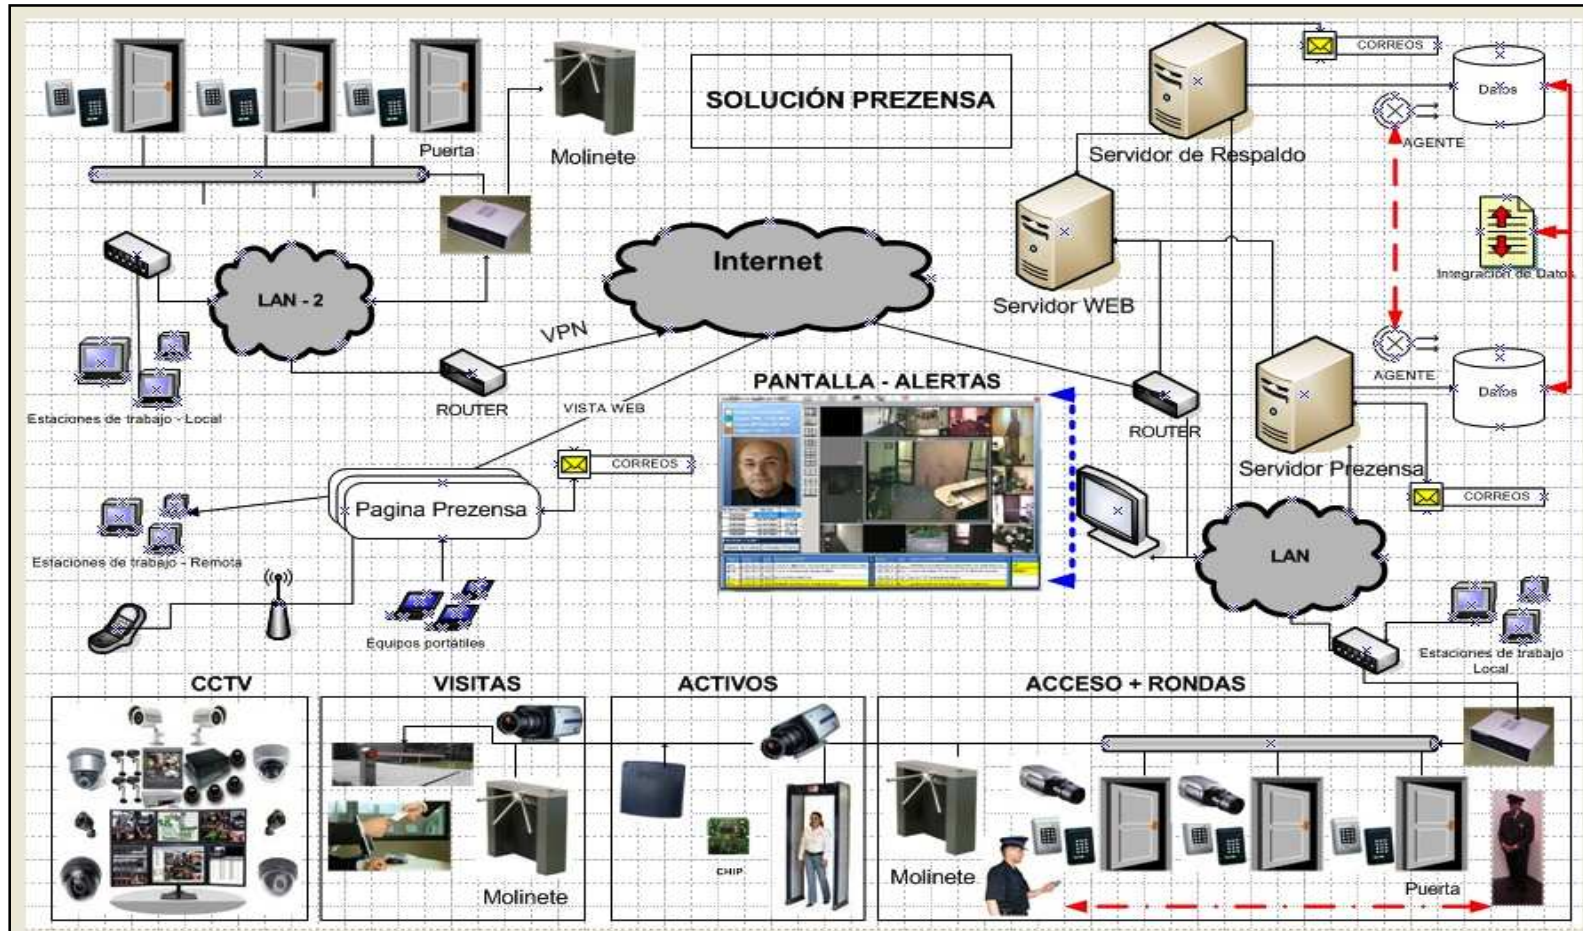 SOLUCIÓN PREZENSA
Puerta
Molinete
CORREOS
Datos
AGENTE
Servidor de Respaldo
Servidor WEB
Integración de Datos
Internet
LAN - 2
VPN
ROUTER
Estaciones de trabajo - Local
VISTA WEB
PANTALLA - ALERTAS
ROUTER
AGENTE
Datos
Servidor Prezensa
CORREOS
CORREOS
Pagina Prezensa
Estaciones de trabajo - Remota
Equipos portátiles
LAN
Estaciones de trabajo
Local
CCTV
VISITAS
ACTIVOS
ACCESO + RONDAS
Molinete
CHIP
Molinete
Puerta